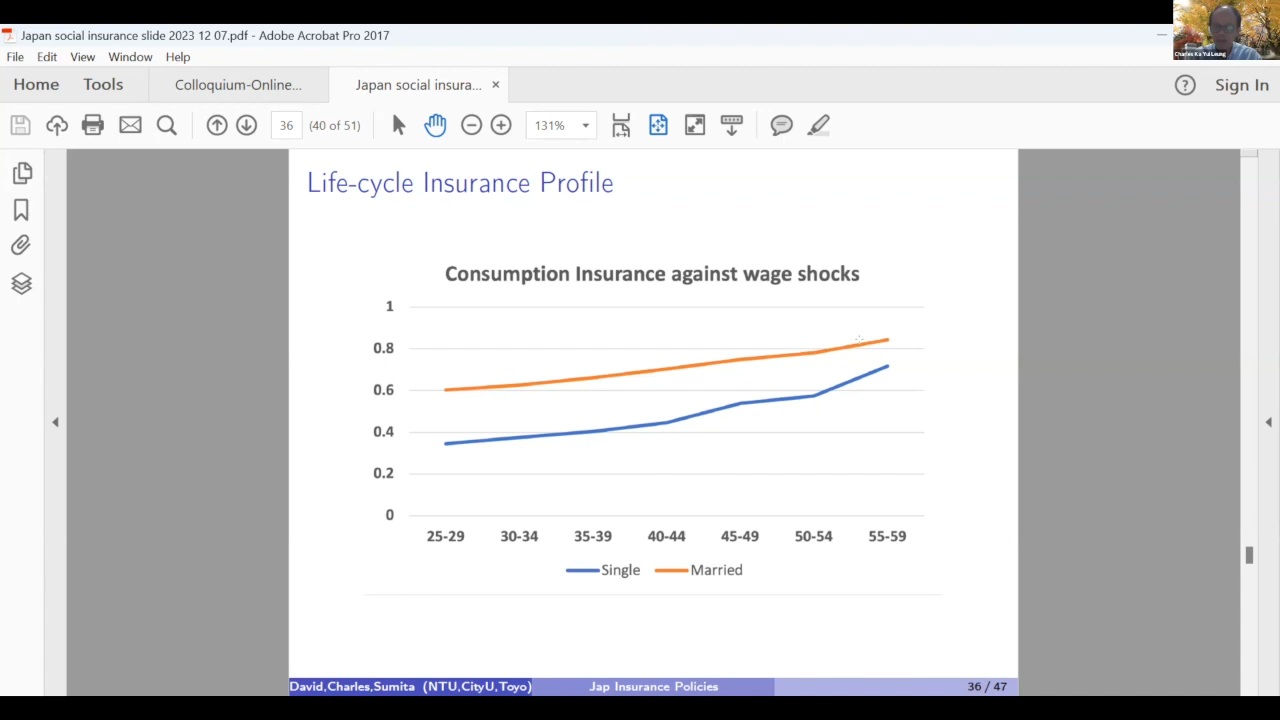 Japan social insurance slide 2023 12 07.pdf - Adobe Acrobat Pro 2017
Charles Ka Yui Leung
File Edit View Window Help
Home Tools Colloquium-Online... Japan social insura... × ? Sign In
36 (40 of 51) 131%
Life-cycle Insurance Profile
Consumption Insurance against wage shocks
1
0.8
0.6
0.4
0.2
0
25-29 30-34 35-39 40-44 45-49 50-54 55-59
Single Married
David,Charles,Sumita (NTU,CityU,Toyo) Jap Insurance Policies 36 / 47